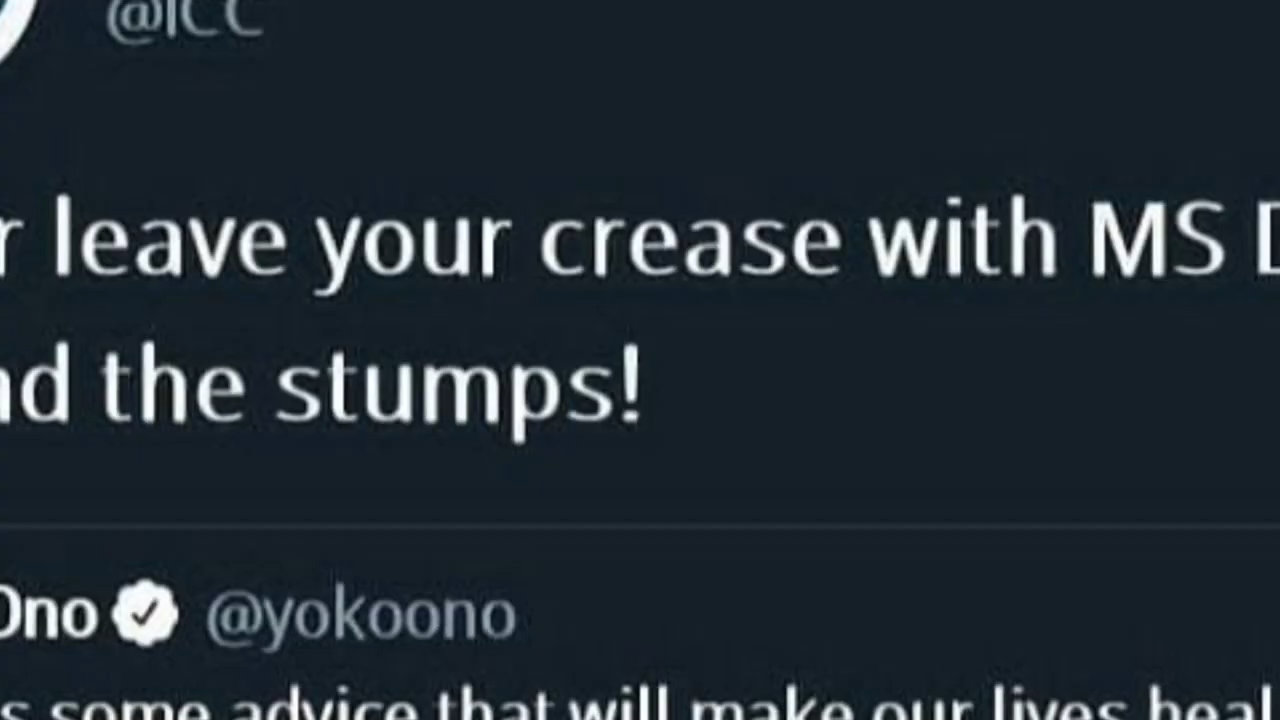 @ICC
r leave your crease with MS D
nd the stumps!
Ono @yokoono
s some advice that will make our lives heal